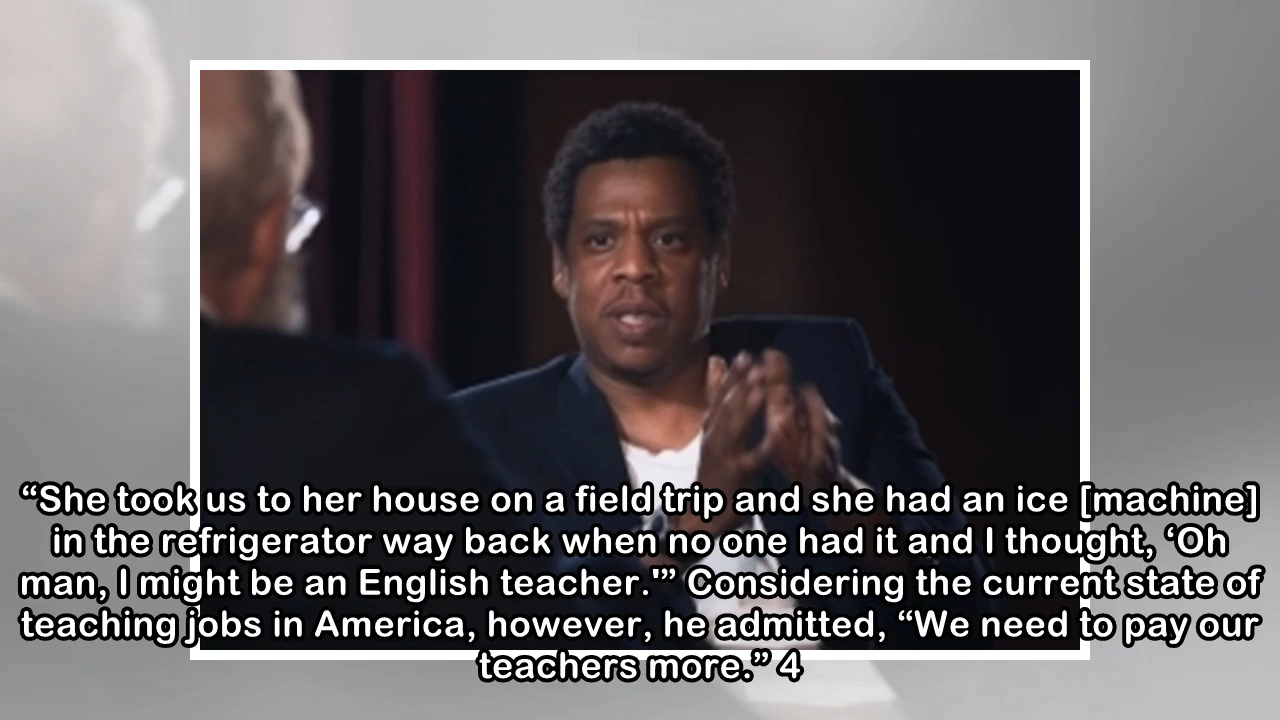 “She took us to her house on a field trip and she had an ice [machine]
in the refrigerator way back when no one had it and I thought, ‘Oh
man, I might be an English teacher.'” Considering the current state of
teaching jobs in America, however, he admitted, “We need to pay our
teachers more.” 4